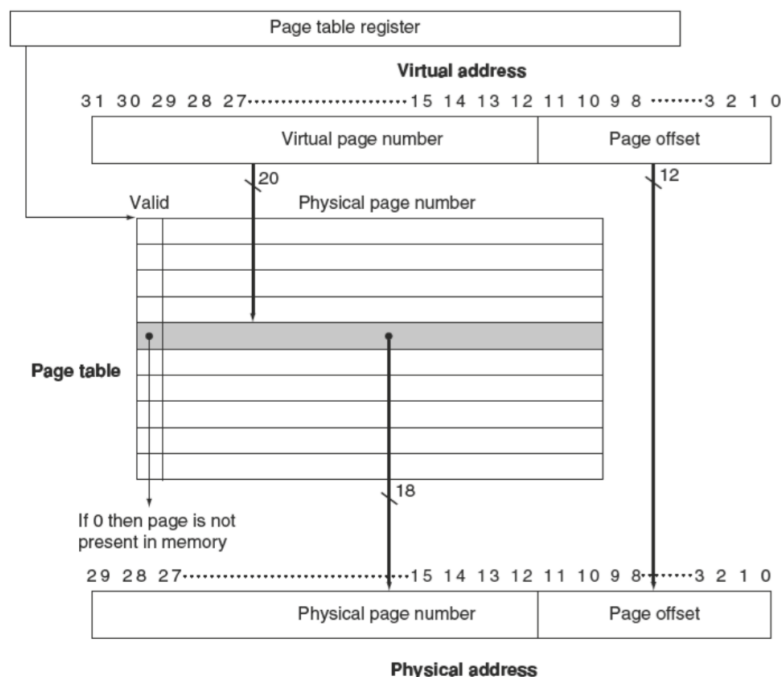 Page table register
Virtual address
31 30 29 28 27·····················15 14 13 12 11 10 9 8 ·······3 2 1 0
Virtual page number Page offset
20 12
Valid Physical page number
Page table
18
If 0 then page is not
present in memory
29 28 27·····························15 14 13 12 11 10 9 8·······3 2 1 0
Physical page number Page offset
Physical address